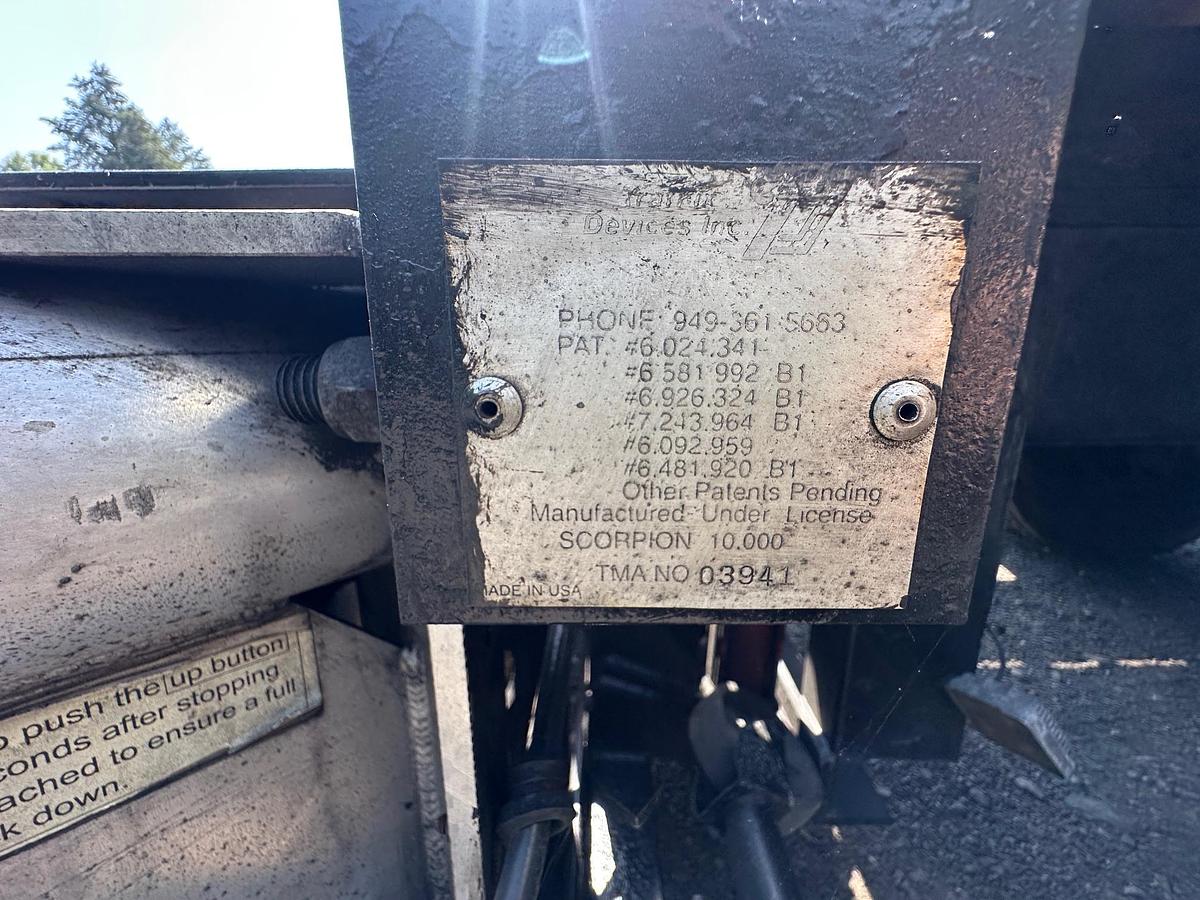 Traffic
Devices Inc
PHONE 949-361-5663
PAT. #6.024.341
#6 581 992 B1
#6.926.324 B1
#7.243.964 B1
#6.092.959
#6.481.920 B1
Other Patents Pending
Manufactured Under License
SCORPION 10.000
TMA NO 03941
ADE IN USA
o push the up button
conds after stopping
ached to ensure a full
k down.